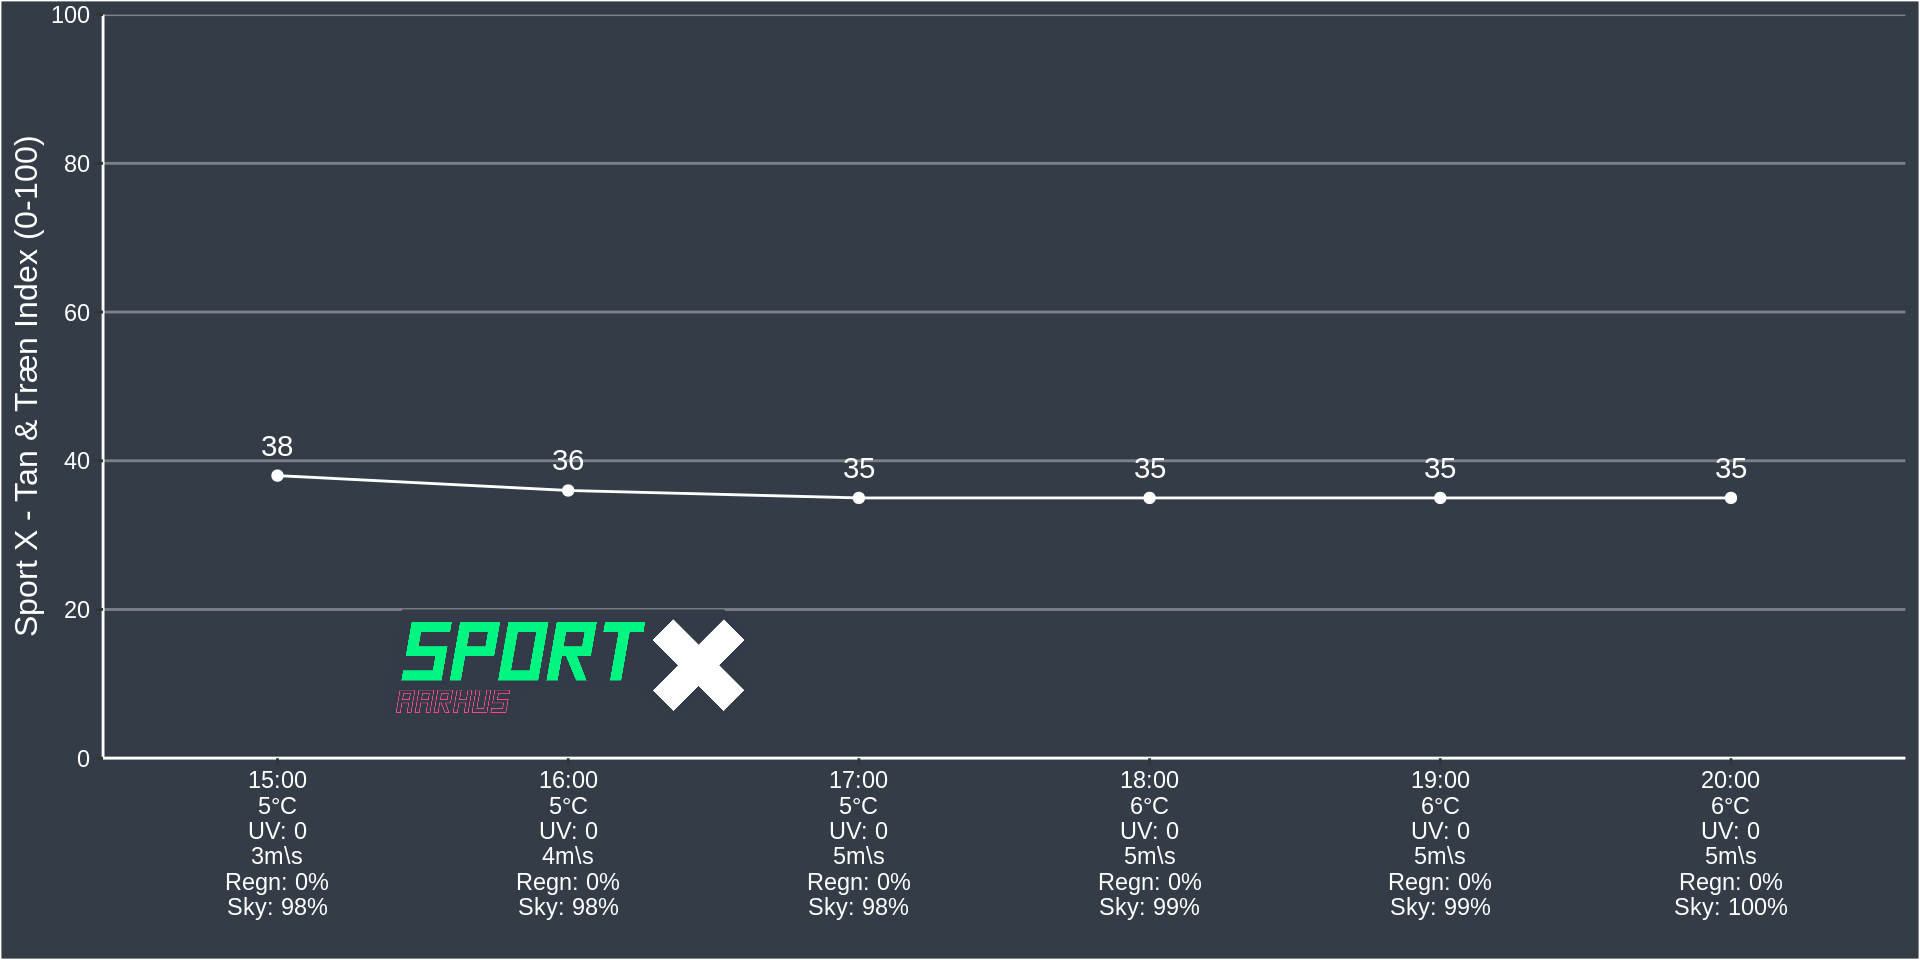 Sport X - Tan & Træn Index (0-100)
100
80
60
40
20
0
38
36
35
35
35
35
SPORT X
AARHUS
15:00
5°C
UV: 0
3m\s
Regn: 0%
Sky: 98%
16:00
5°C
UV: 0
4m\s
Regn: 0%
Sky: 98%
17:00
5°C
UV: 0
5m\s
Regn: 0%
Sky: 98%
18:00
6°C
UV: 0
5m\s
Regn: 0%
Sky: 99%
19:00
6°C
UV: 0
5m\s
Regn: 0%
Sky: 99%
20:00
6°C
UV: 0
5m\s
Regn: 0%
Sky: 100%